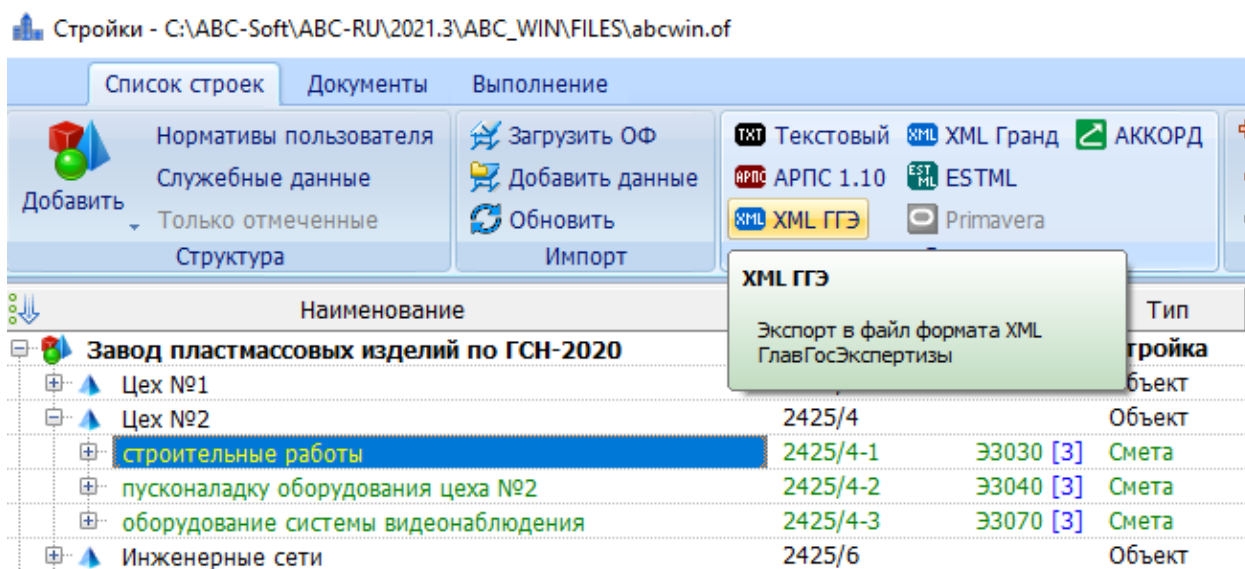 Стройки - C:\ABC-Soft\ABC-RU\2021.3\ABC_WIN\FILES\abcwin.of
Список строек Документы Выполнение
Добавить
Нормативы пользователя
Служебные данные
Только отмеченные
Структура
Загрузить ОФ
Добавить данные
Обновить
Импорт
TXT Текстовый XML XML Гранд АККОРД
АРПС АРПС 1.10 ESTML ESTML
XML XML ГГЭ Primavera
XML ГГЭ
Экспорт в файл формата XML
ГлавГосЭкспертизы
Наименование Тип
Завод пластмассовых изделий по ГСН-2020 тройка
Цех №1 бъект
Цех №2 2425/4 Объект
строительные работы 2425/4-1 Э3030 [3] Смета
пусконаладку оборудования цеха №2 2425/4-2 Э3040 [3] Смета
оборудование системы видеонаблюдения 2425/4-3 Э3070 [3] Смета
Инженерные сети 2425/6 Объект